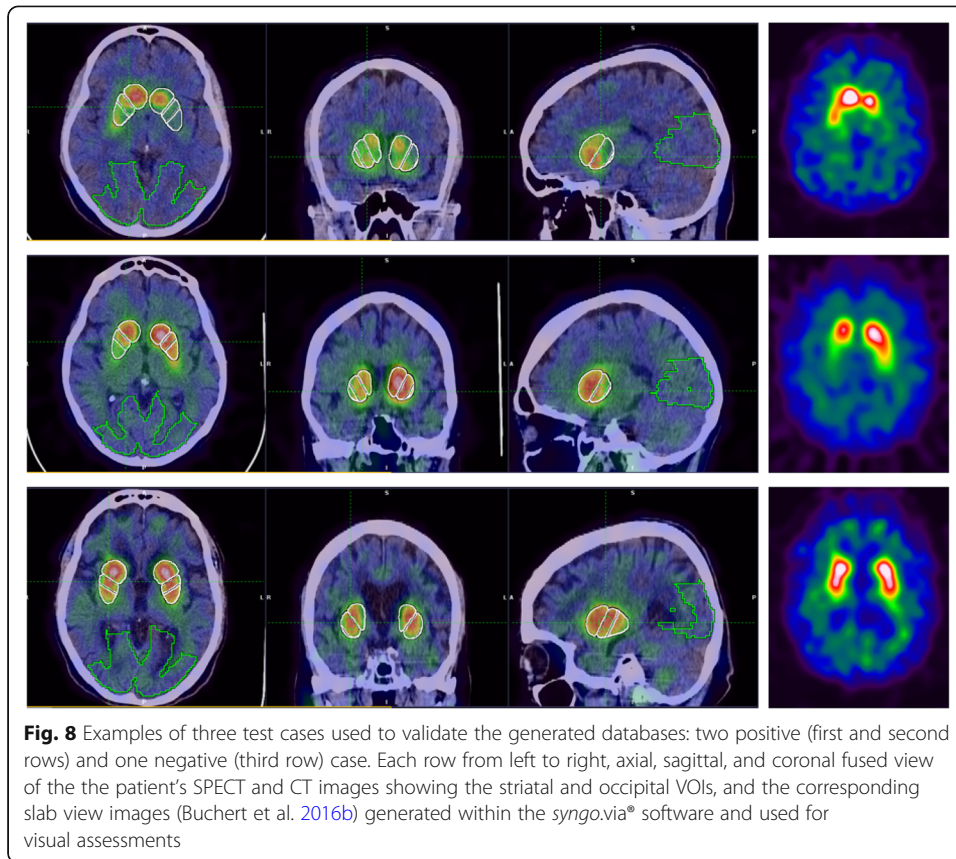 S S
R L R L A P
P I I
S S
R L R L A P
P I I
S S
R L R L A P
P I I
Fig. 8 Examples of three test cases used to validate the generated databases: two positive (first and second
rows) and one negative (third row) case. Each row from left to right, axial, sagittal, and coronal fused view
of the the patient's SPECT and CT images showing the striatal and occipital VOIs, and the corresponding
slab view images (Buchert et al. 2016b) generated within the syngo.via® software and used for
visual assessments